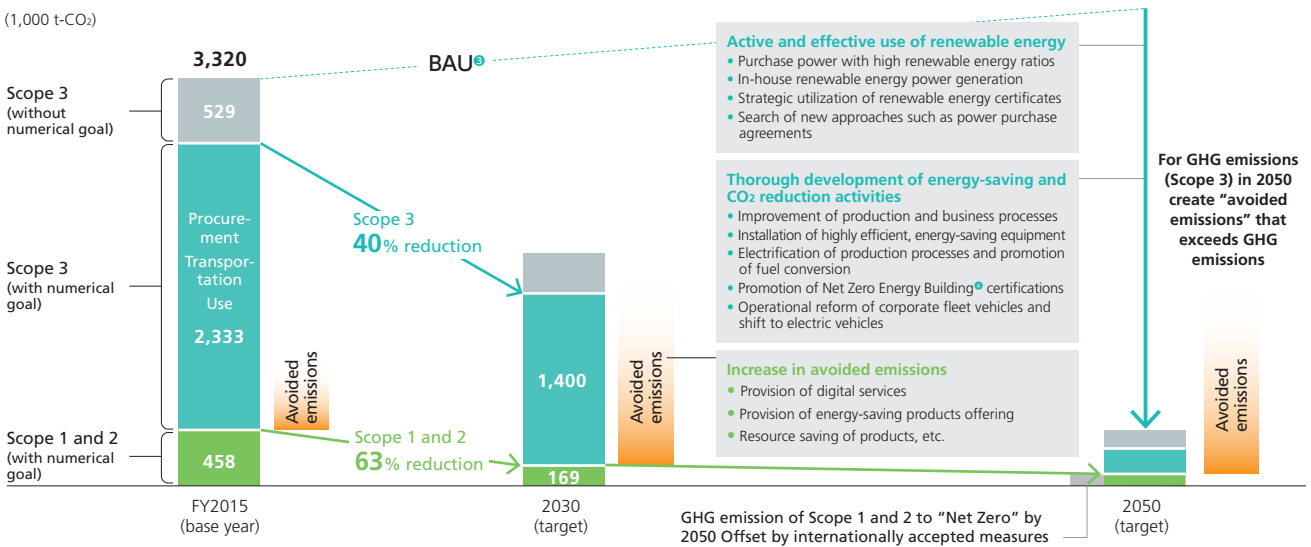 (1,000 t-CO₂)
3,320
BAU❸
Scope 3
(without
numerical goal)
529
Scope 3
(with numerical
goal)
Procure-
ment
Transpor-
tation
Use
2,333
Scope 1 and 2
(with numerical
goal)
458
Avoided
emissions
FY2015
(base year)
Scope 3
40% reduction
Scope 1 and 2
63% reduction
1,400
169
Avoided
emissions
2030
(target)
Active and effective use of renewable energy
• Purchase power with high renewable energy ratios
• In-house renewable energy power generation
• Strategic utilization of renewable energy certificates
• Search of new approaches such as power purchase
agreements
Thorough development of energy-saving and
CO₂ reduction activities
• Improvement of production and business processes
• Installation of highly efficient, energy-saving equipment
• Electrification of production processes and promotion
of fuel conversion
• Promotion of Net Zero Energy Building❹ certifications
• Operational reform of corporate fleet vehicles and
shift to electric vehicles
Increase in avoided emissions
• Provision of digital services
• Provision of energy-saving products offering
• Resource saving of products, etc.
For GHG emissions
(Scope 3) in 2050
create “avoided
emissions” that
exceeds GHG
emissions
Avoided
emissions
2050
(target)
GHG emission of Scope 1 and 2 to “Net Zero” by
2050 Offset by internationally accepted measures